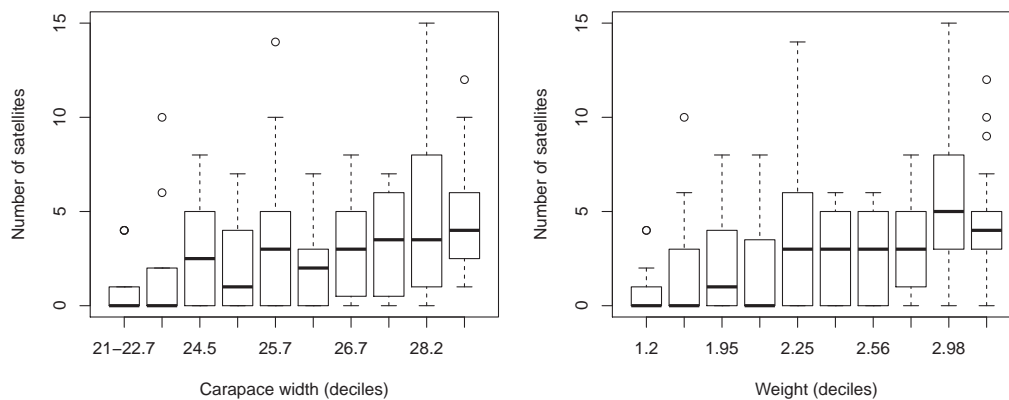 Number of satellites
15
10
5
0
21−22.7 24.5 25.7 26.7 28.2
Carapace width (deciles)
Number of satellites
15
10
5
0
1.2 1.95 2.25 2.56 2.98
Weight (deciles)